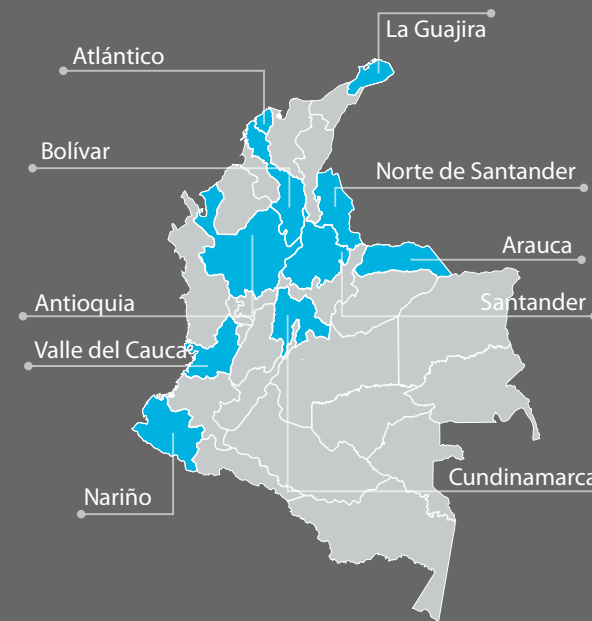 La Guajira
Atlántico
Bolívar
Norte de Santander
Arauca
Antioquia
Santander
Valle del Cauca
Cundinamarca
Nariño